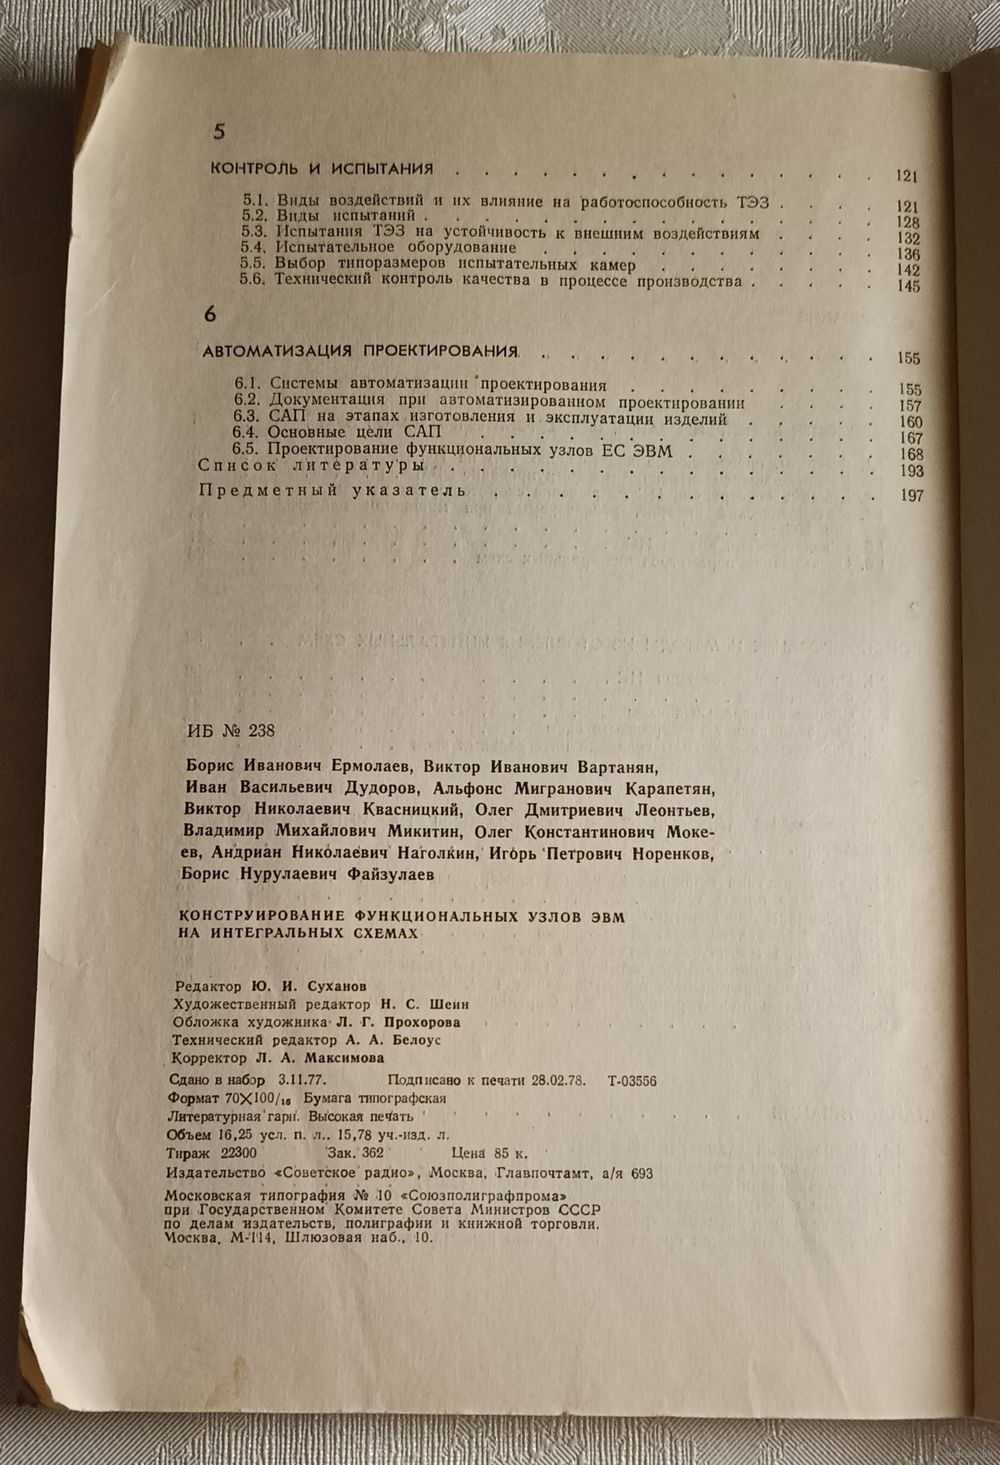 5
КОНТРОЛЬ И ИСПЫТАНИЯ . . . . . . . . . . . . . . 121
5.1. Виды воздействий и их влияние на работоспособность ТЭЗ . . . . 121
5.2. Виды испытаний . . . . . . . . . . . . . . . 128
5.3. Испытания ТЭЗ на устойчивость к внешним воздействиям . . . . 132
5.4. Испытательное оборудование . . . . . . . . . . . 136
5.5. Выбор типоразмеров испытательных камер . . . . . . . . 142
5.6. Технический контроль качества в процессе производства . . . . . 145
6
АВТОМАТИЗАЦИЯ ПРОЕКТИРОВАНИЯ . . . . . . . . . . . . 155
6.1. Системы автоматизации проектирования . . . . . . . . . 155
6.2. Документация при автоматизированном проектировании . . . . 157
6.3. САП на этапах изготовления и эксплуатации изделий . . . . . 160
6.4. Основные цели САП . . . . . . . . . . . . . . 167
6.5. Проектирование функциональных узлов ЕС ЭВМ . . . . . . . 168
Список литературы . . . . . . . . . . . . . . . 193
Предметный указатель . . . . . . . . . . . . . 197
ИБ № 238
Борис Иванович Ермолаев, Виктор Иванович Вартанян,
Иван Васильевич Дудоров, Альфонс Мигранович Карапетян,
Виктор Николаевич Квасницкий, Олег Дмитриевич Леонтьев,
Владимир Михайлович Микитин, Олег Константинович Моке-
ев, Андриан Николаевич Наголкин, Игорь Петрович Норенков,
Борис Нурулаевич Файзулаев
КОНСТРУИРОВАНИЕ ФУНКЦИОНАЛЬНЫХ УЗЛОВ ЭВМ
НА ИНТЕГРАЛЬНЫХ СХЕМАХ
Редактор Ю. И. Суханов
Художественный редактор Н. С. Шеин
Обложка художника Л. Г. Прохорова
Технический редактор А. А. Белоус
Корректор Л. А. Максимова
Сдано в набор 3.11.77. Подписано к печати 28.02.78. Т-03556
Формат 70×100/16 Бумага типографская
Литературная гарн. Высокая печать
Объем 16,25 усл. п. л.. 15,78 уч.-изд. л.
Тираж 22300 Зак. 362 Цена 85 к.
Издательство «Советское радио», Москва, Главпочтамт, а/я 693
Московская типография № 10 «Союзполиграфпрома»
при Государственном Комитете Совета Министров СССР
по делам издательств, полиграфии и книжной торговли.
Москва, М-114, Шлюзовая наб., 10.